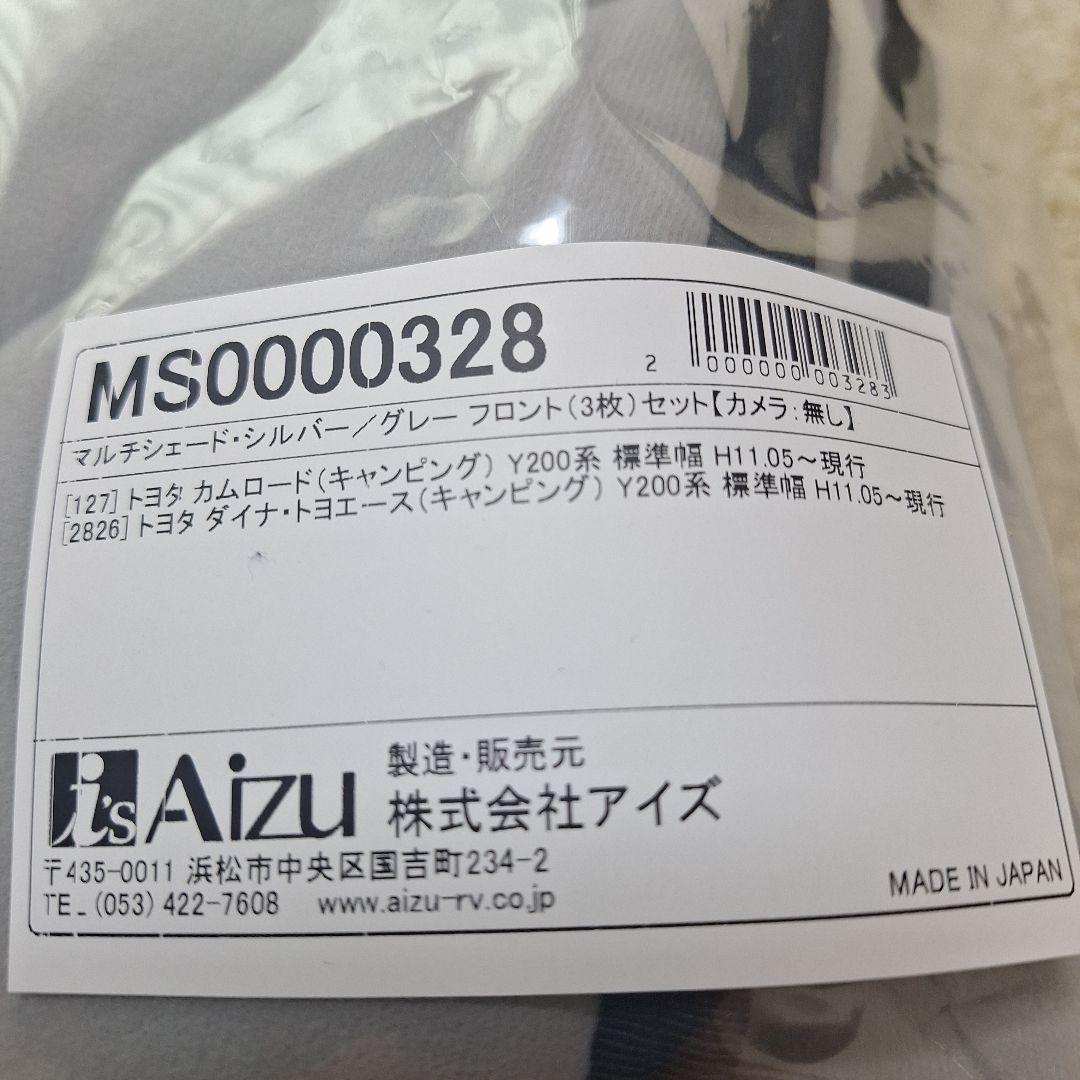 MS0000328
2 000000 003283
マルチシェード・シルバー／グレー フロント(3枚)セット【カメラ:無し】
[127]トヨタ カムロード(キャンピング) Y200系 標準幅 H11.05～現行
[2826]トヨタ ダイナ・トヨエース(キャンピング) Y200系 標準幅 H11.05～現行
i's Aizu
製造・販売元
株式会社アイズ
〒435-0011 浜松市中央区国吉町234-2
TEL(053)422-7608 www.aizu-rv.co.jp
MADE IN JAPAN